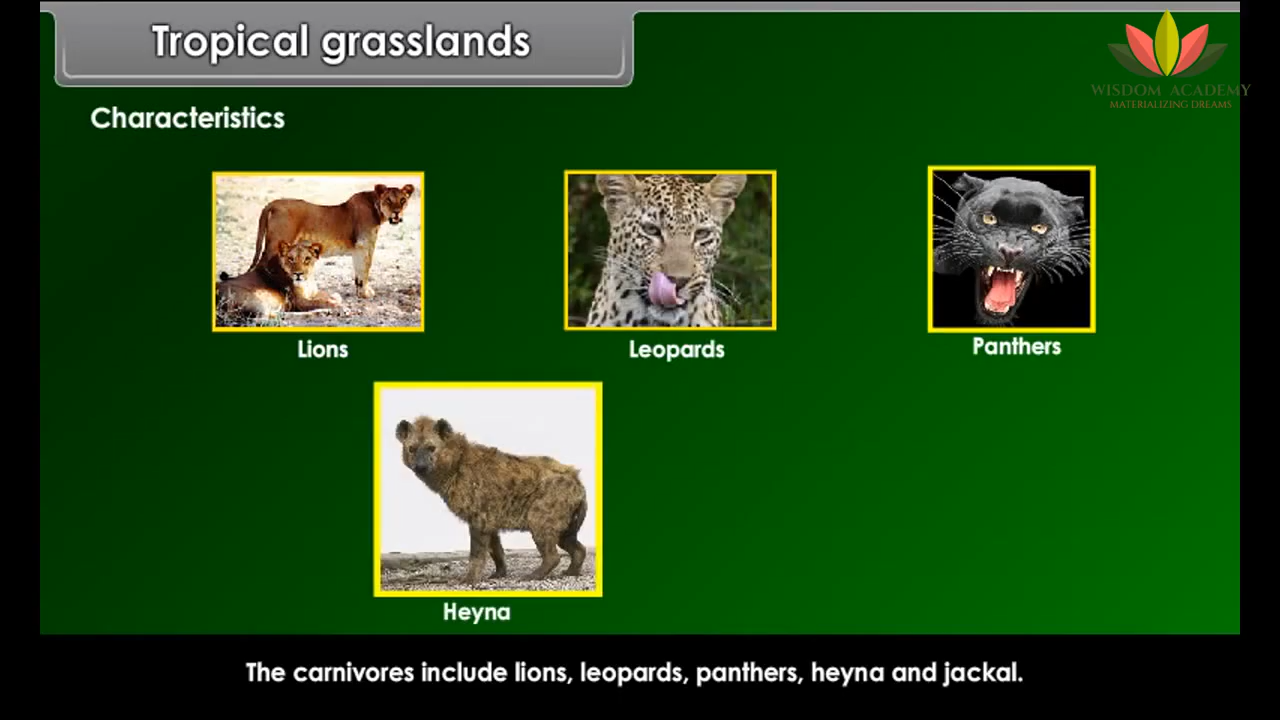 Tropical grasslands
WISDOM ACADEMY
MATERIALIZING DREAMS
Characteristics
Lions
Leopards
Panthers
Heyna
The carnivores include lions, leopards, panthers, heyna and jackal.